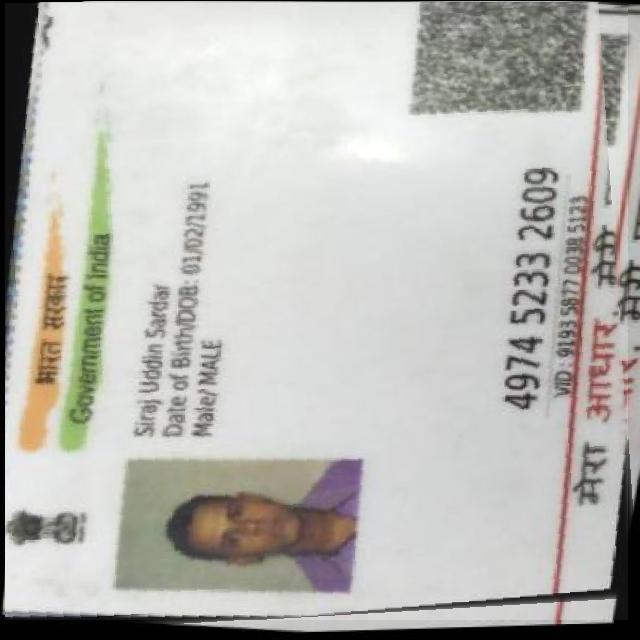 भारत सरकार
Government of India
Siraj Uddin Sardar
Date of Birth/DOB: 01/02/1991
Male/ MALE
4974 5233 2609
VID : 9193 5877 0038 5133
मेरा आधार, मेरी